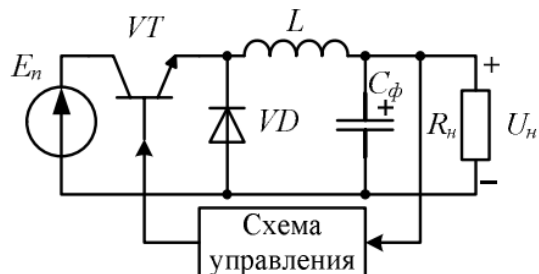 VT
L
Eп
Cф
+
+
VD
Rн
Uн
–
Схема
управления